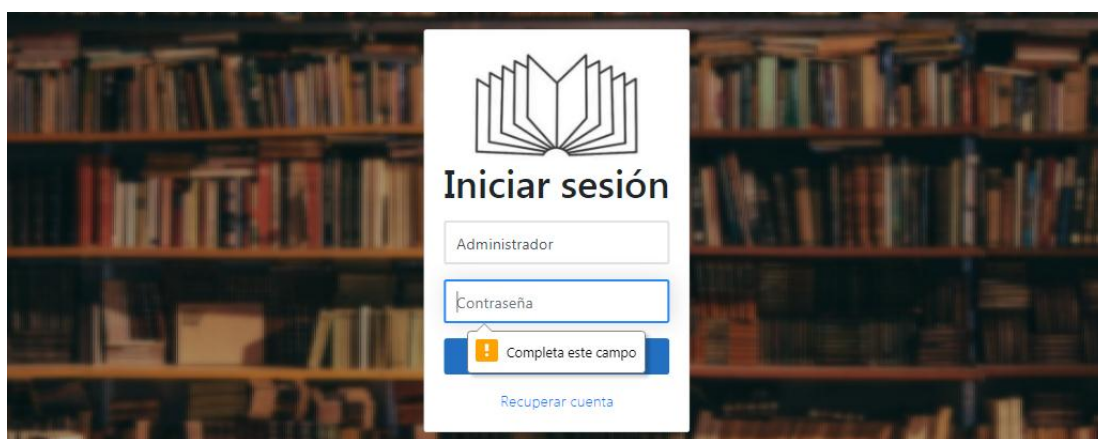 Iniciar sesión
Administrador
Contraseña
Completa este campo
Recuperar cuenta